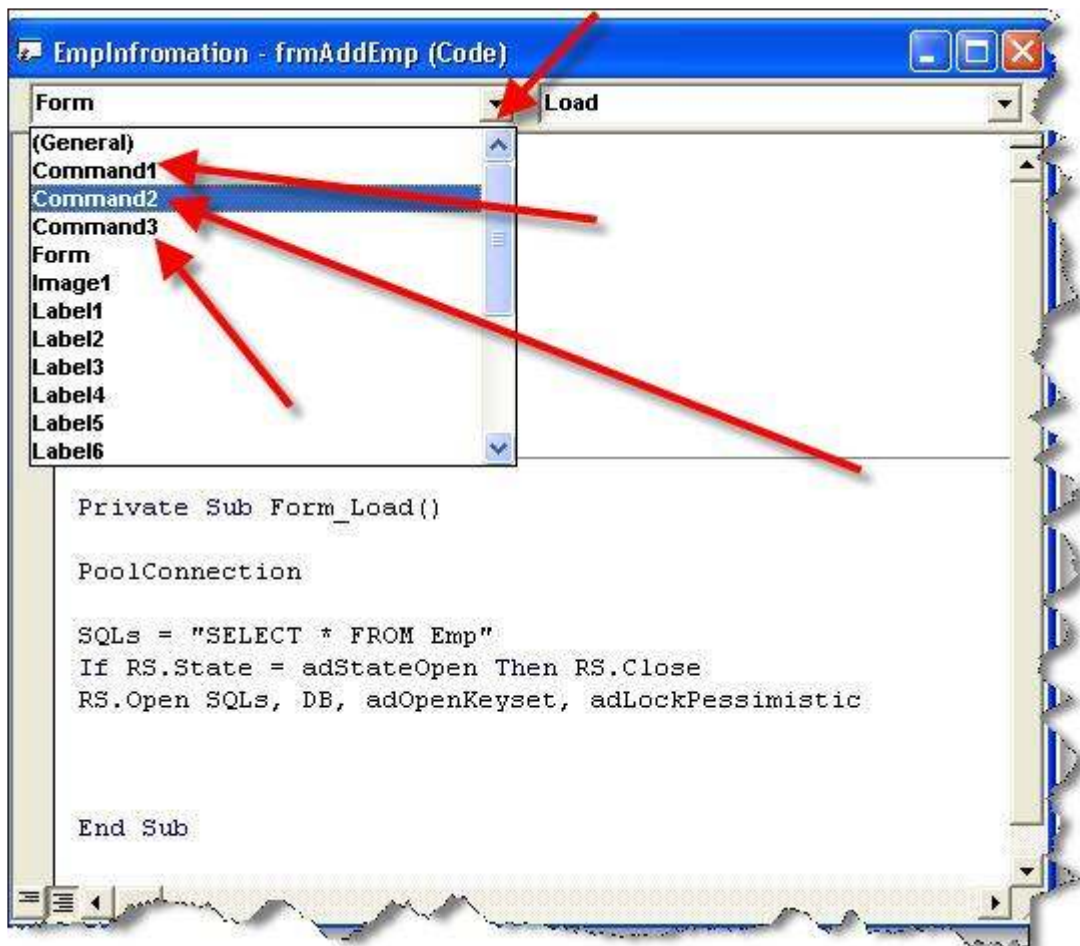 EmpInfromation - frmAddEmp (Code)
Form Load
(General)
Command1
Command2
Command3
Form
Image1
Label1
Label2
Label3
Label4
Label5
Label6
Private Sub Form_Load()
PoolConnection
SQLs = "SELECT * FROM Emp"
If RS.State = adStateOpen Then RS.Close
RS.Open SQLs, DB, adOpenKeyset, adLockPessimistic
End Sub